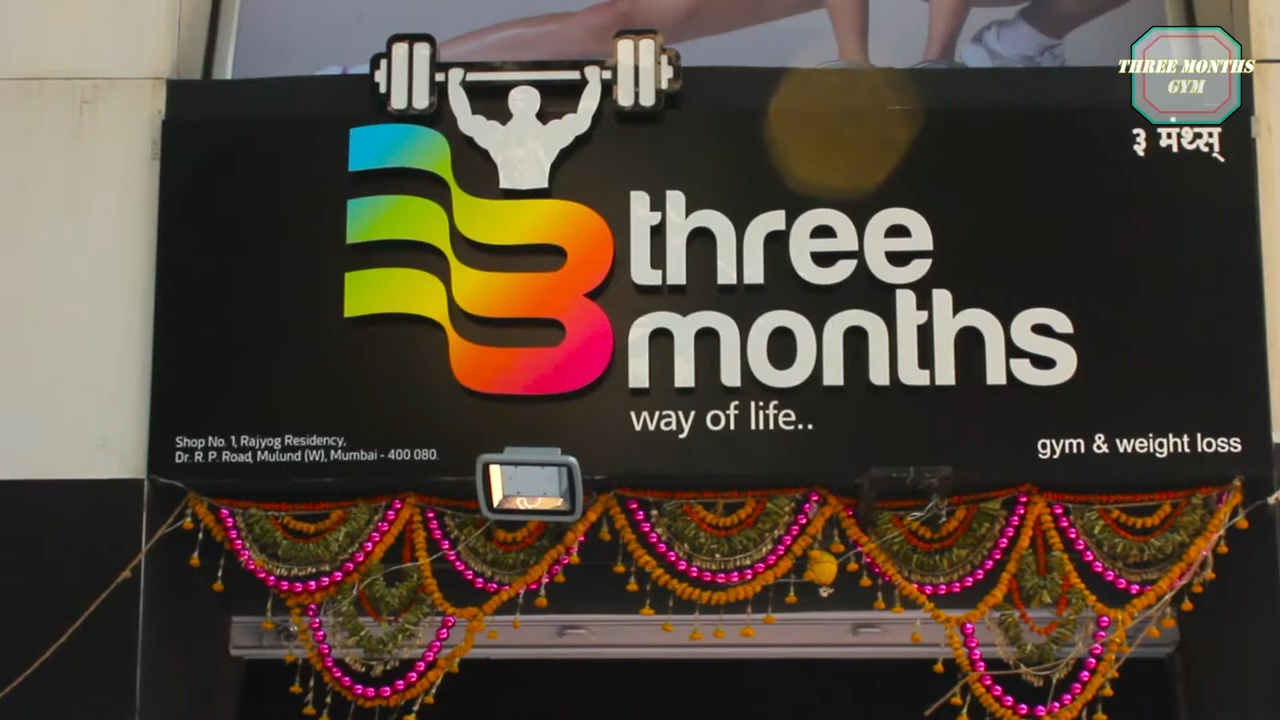 THREE MONTHS
GYM
३ मंथ्स्
three
months
way of life..
Shop No. 1, Rajyog Residency,
Dr. R. P. Road, Mulund (W), Mumbai - 400 080.
gym & weight loss